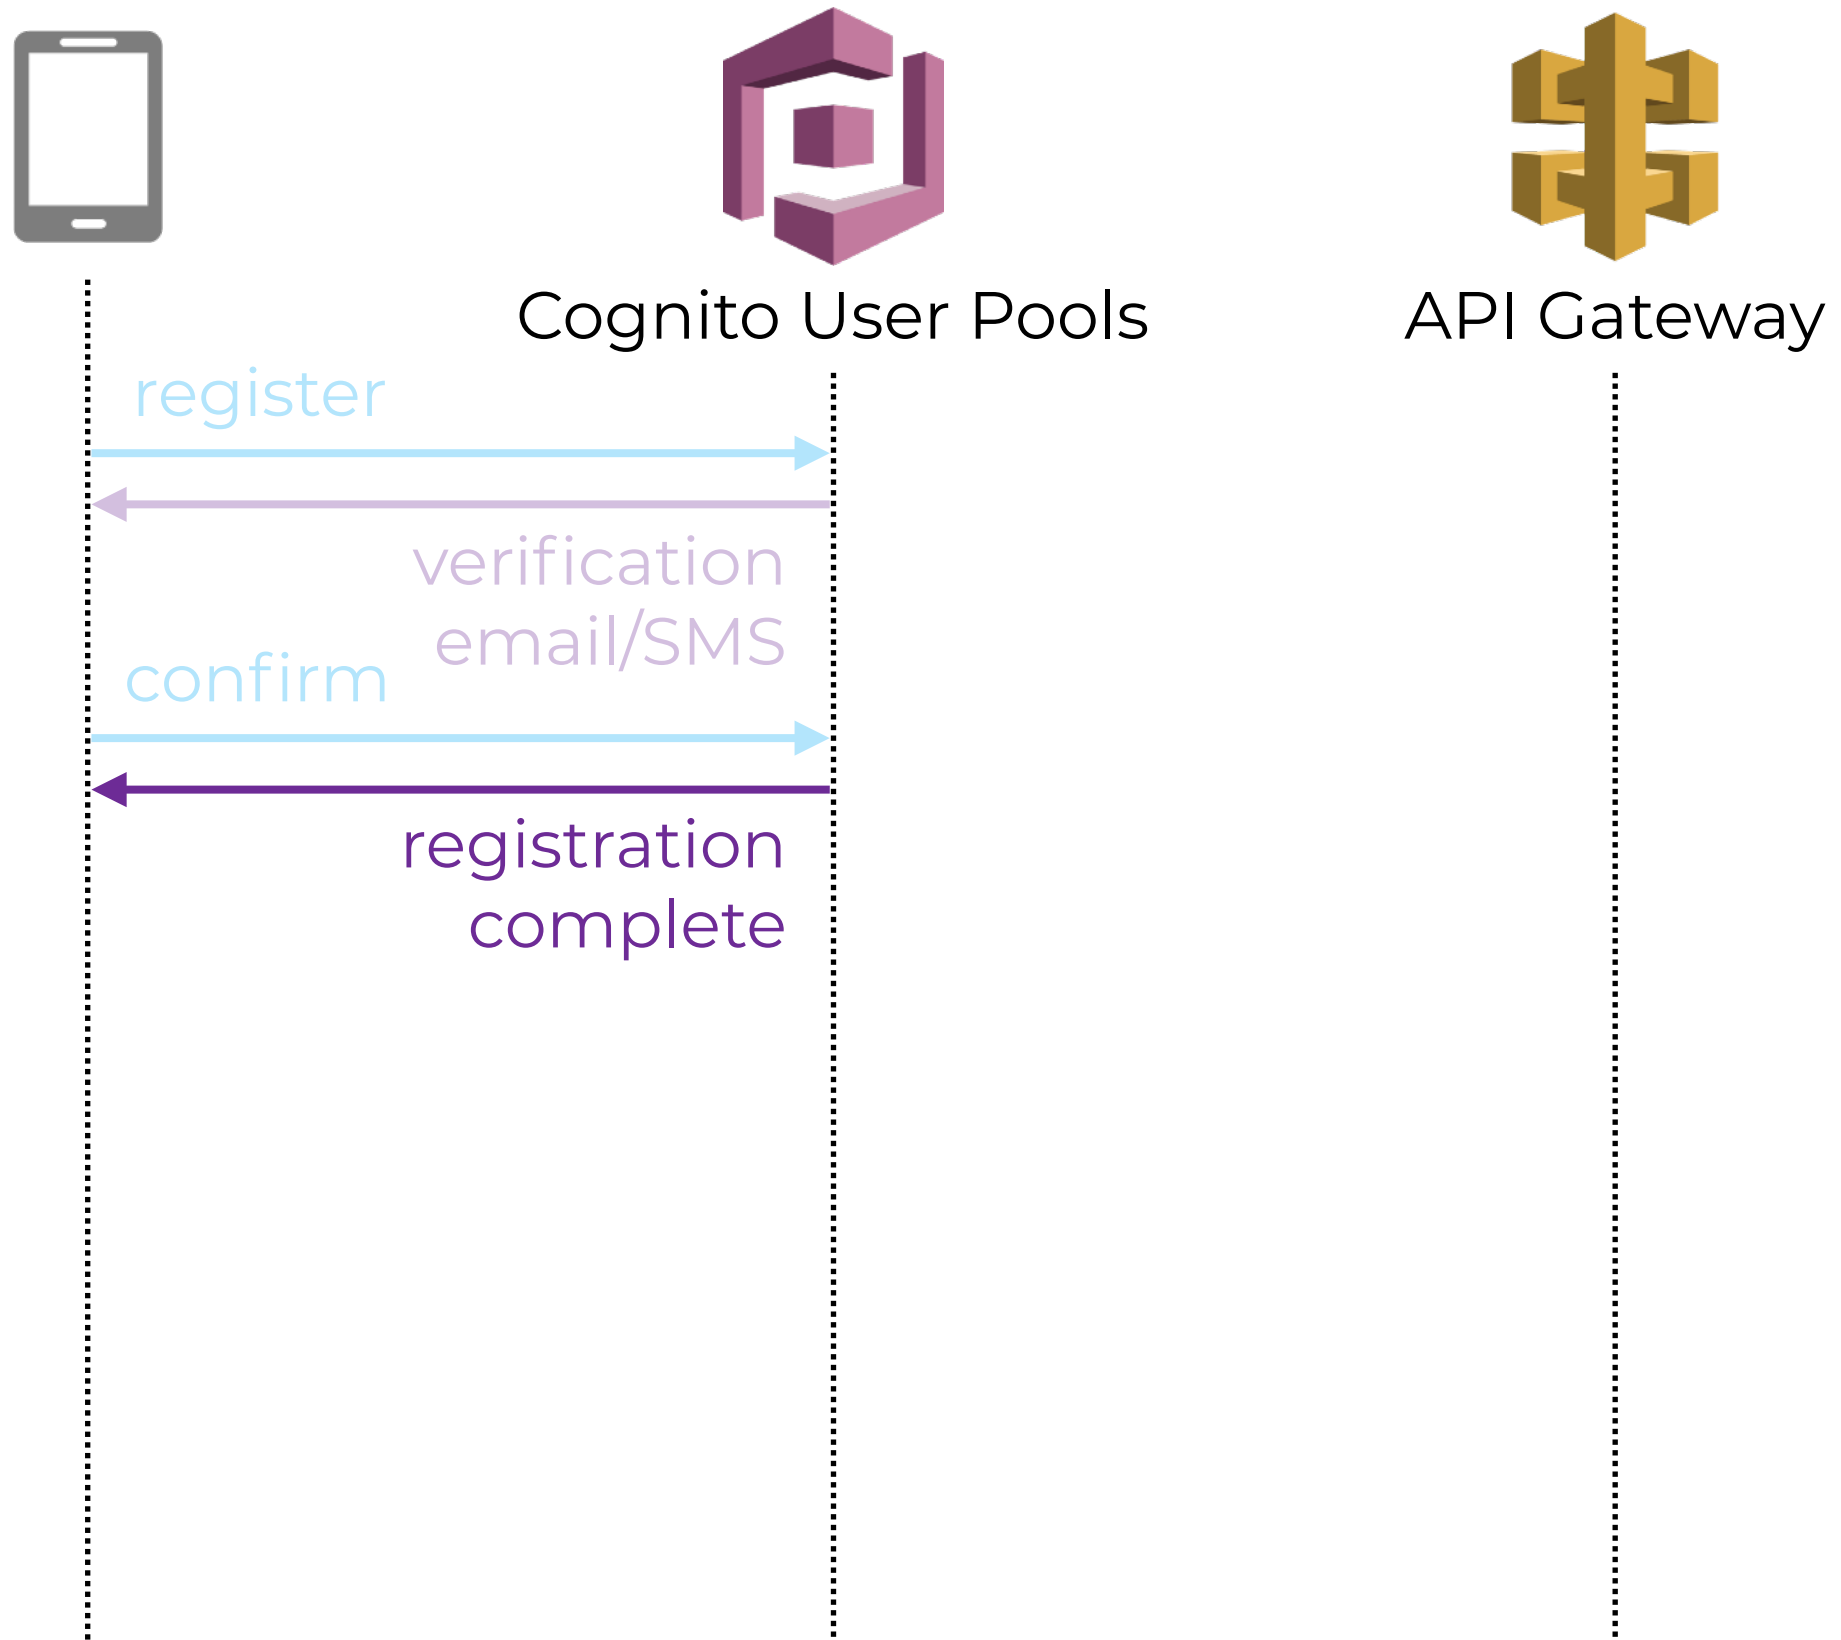 Cognito User Pools
API Gateway
register
verification
email/SMS
confirm
registration
complete